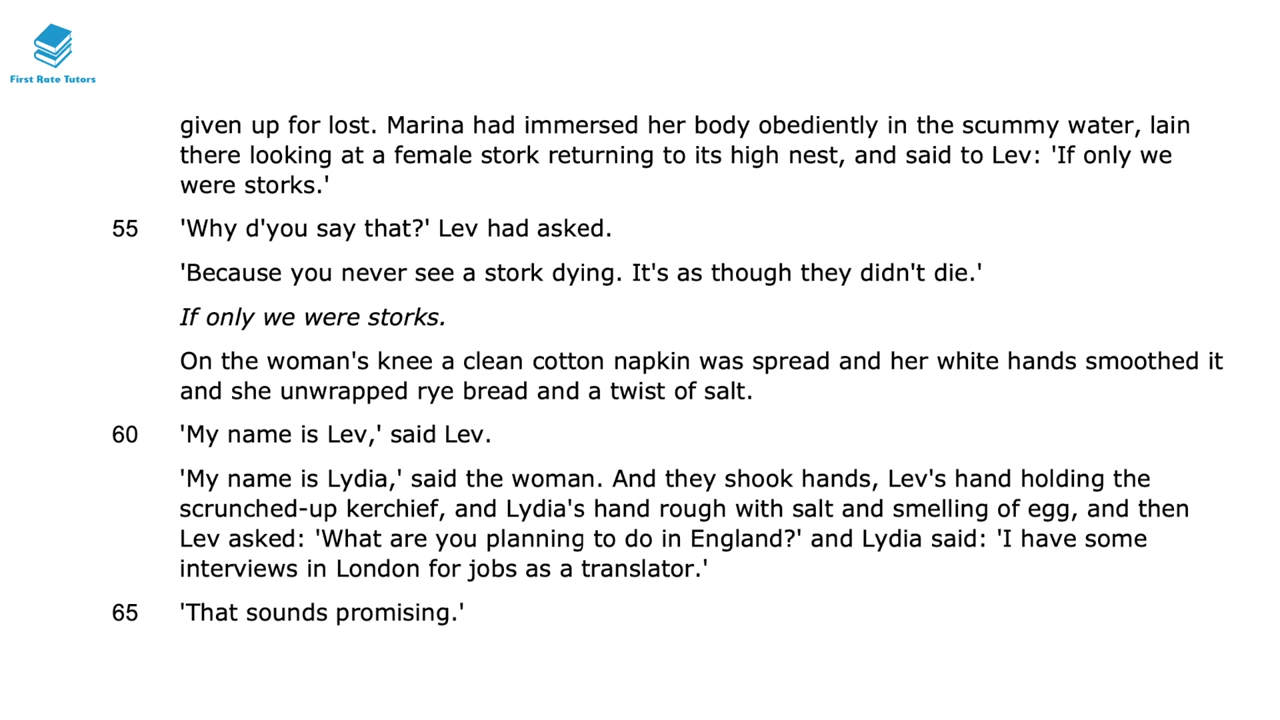 First Rate Tutors
given up for lost. Marina had immersed her body obediently in the scummy water, lain
there looking at a female stork returning to its high nest, and said to Lev: 'If only we
were storks.'
55 'Why d'you say that?' Lev had asked.
'Because you never see a stork dying. It's as though they didn't die.'
If only we were storks.
On the woman's knee a clean cotton napkin was spread and her white hands smoothed it
and she unwrapped rye bread and a twist of salt.
60 'My name is Lev,' said Lev.
'My name is Lydia,' said the woman. And they shook hands, Lev's hand holding the
scrunched-up kerchief, and Lydia's hand rough with salt and smelling of egg, and then
Lev asked: 'What are you planning to do in England?' and Lydia said: 'I have some
interviews in London for jobs as a translator.'
65 'That sounds promising.'